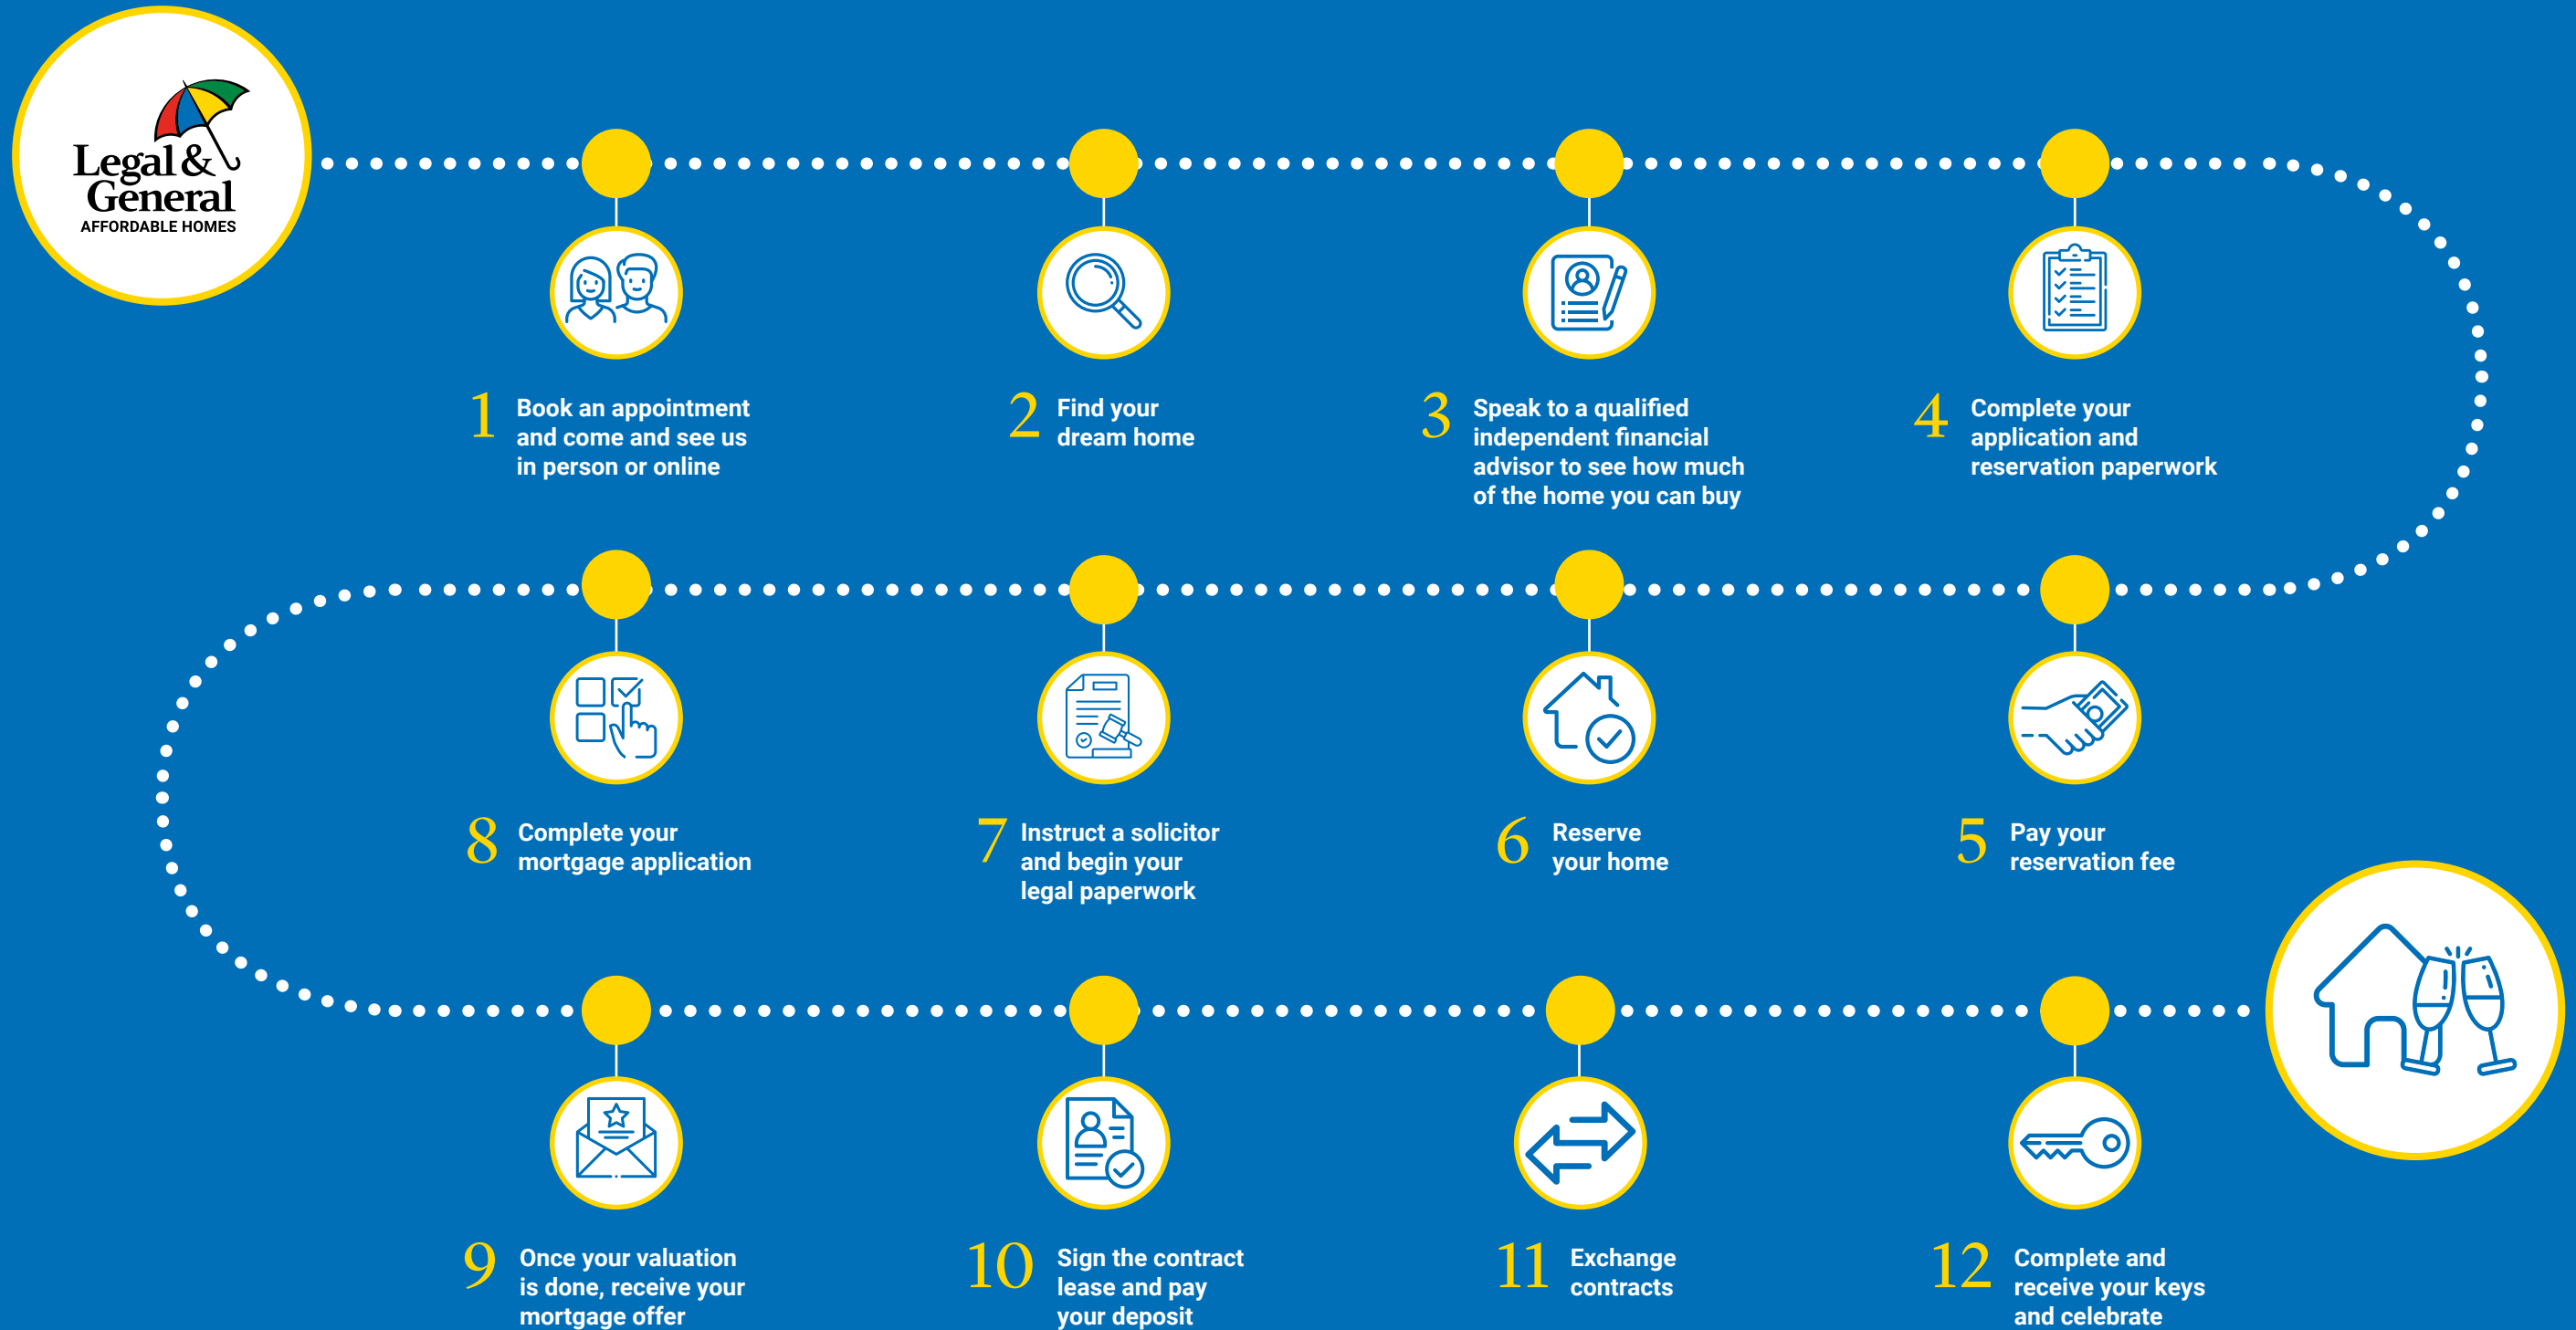 Legal &
General
AFFORDABLE HOMES
1 Book an appointment
and come and see us
in person or online
2 Find your
dream home
3 Speak to a qualified
independent financial
advisor to see how much
of the home you can buy
4 Complete your
application and
reservation paperwork
5 Pay your
reservation fee
6 Reserve
your home
7 Instruct a solicitor
and begin your
legal paperwork
8 Complete your
mortgage application
9 Once your valuation
is done, receive your
mortgage offer
10 Sign the contract
lease and pay
your deposit
11 Exchange
contracts
12 Complete and
receive your keys
and celebrate